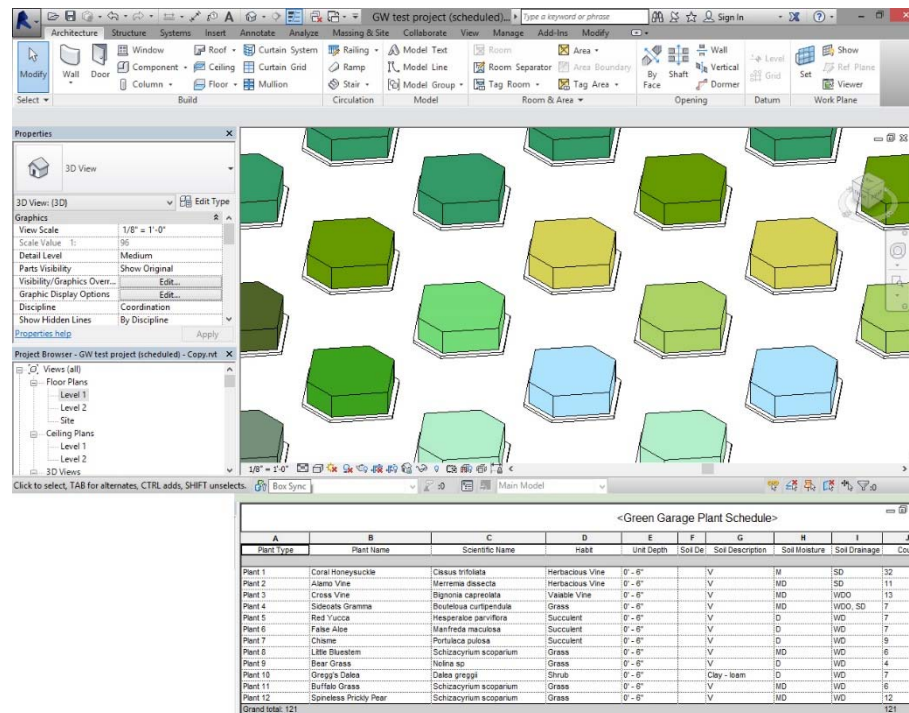 GW test project (scheduled)... Type a keyword or phrase Sign In
Architecture Structure Systems Insert Annotate Analyze Massing & Site Collaborate View Manage Add-Ins Modify
Modify Wall Door Window Component Column Roof Ceiling Floor Curtain System Curtain Grid Mullion
Railing Ramp Stair Model Text Model Line Model Group Room Room Separator Tag Room Area Area Boundary Tag Area
By Face Shaft Wall Vertical Dormer Level Grid Set Show Ref Plane Viewer
Select Build Circulation Model Room & Area Opening Datum Work Plane
Properties
3D View
3D View: {3D} Edit Type
Graphics
View Scale 1/8" = 1'-0"
Scale Value 1: 96
Detail Level Medium
Parts Visibility Show Original
Visibility/Graphics Overr... Edit...
Graphic Display Options Edit...
Discipline Coordination
Show Hidden Lines By Discipline
Properties help Apply
Project Browser - GW test project (scheduled) - Copy.rvt
Views (all)
Floor Plans
Level 1
Level 2
Site
Ceiling Plans
Level 1
Level 2
3D Views
1/8" = 1'-0"
Click to select, TAB for alternates, CTRL adds, SHIFT unselects. Box Sync :0 Main Model :0
<Green Garage Plant Schedule>
A B C D E F G H I J
Plant Type Plant Name Scientific Name Habit Unit Depth Soil De Soil Description Soil Moisture Soil Drainage Cou
Plant 1 Coral Honeysuckle Cissus trifoliata Herbacious Vine 0' - 6" V M SD 32
Plant 2 Alamo Vine Merremia dissecta Herbacious Vine 0' - 6" V MD SD 11
Plant 3 Cross Vine Bignonia capreolata Vaiable Vine 0' - 6" V MD WDO 13
Plant 4 Sideoats Gramma Bouteloua curtipendula Grass 0' - 6" V MD WDO, SD 7
Plant 5 Red Yucca Hesperaloe parviflora Succulent 0' - 6" V D WD 7
Plant 6 False Aloe Manfreda maculosa Succulent 0' - 6" V D WD 7
Plant 7 Chisme Portulaca pulosa Succulent 0' - 6" V D WD 9
Plant 8 Little Bluestem Schizacyrium scoparium Grass 0' - 6" V MD WD 6
Plant 9 Bear Grass Nolina sp Grass 0' - 6" V D WD 4
Plant 10 Gregg's Dalea Dalea greggii Shrub 0' - 6" Clay - loam D WD 7
Plant 11 Buffalo Grass Schizacyrium scoparium Grass 0' - 6" V MD WD 6
Plant 12 Spineless Prickly Pear Schizacyrium scoparium Grass 0' - 6" V MD WD 12
Grand total: 121 121